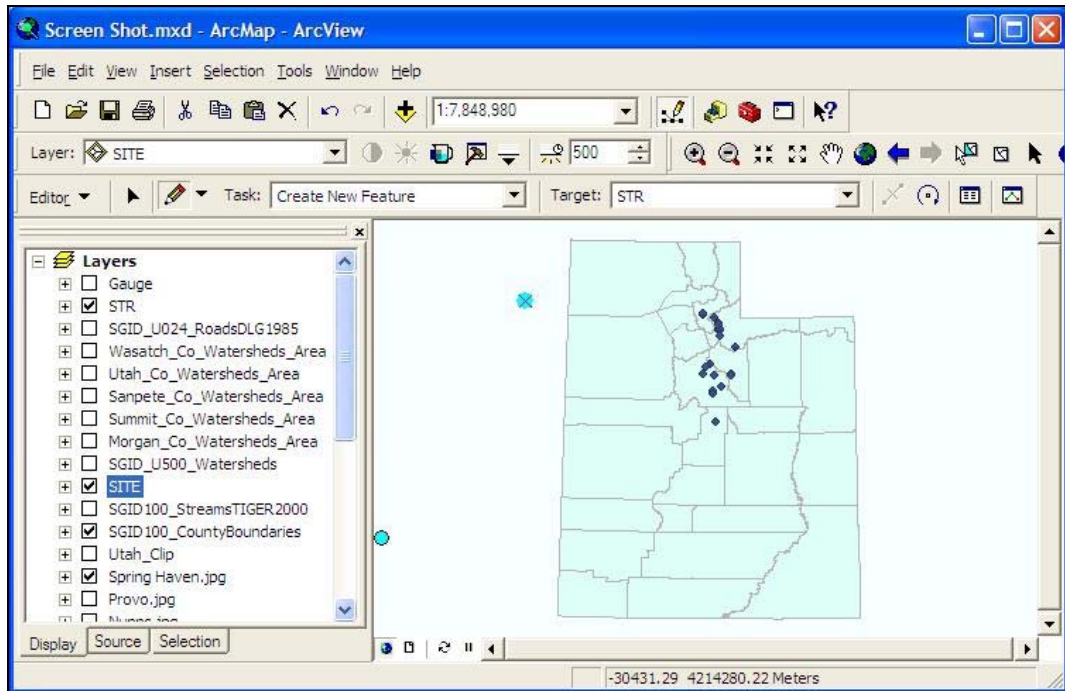 Screen Shot.mxd - ArcMap - ArcView
File Edit View Insert Selection Tools Window Help
1:7,848,980
Layer: SITE 500
Editor Task: Create New Feature Target: STR
Layers
Gauge
STR
SGID_U024_RoadsDLG1985
Wasatch_Co_Watersheds_Area
Utah_Co_Watersheds_Area
Sanpete_Co_Watersheds_Area
Summit_Co_Watersheds_Area
Morgan_Co_Watersheds_Area
SGID_U500_Watersheds
SITE
SGID100_StreamsTIGER2000
SGID100_CountyBoundaries
Utah_Clip
Spring Haven.jpg
Provo.jpg
Display Source Selection
-30431.29 4214280.22 Meters